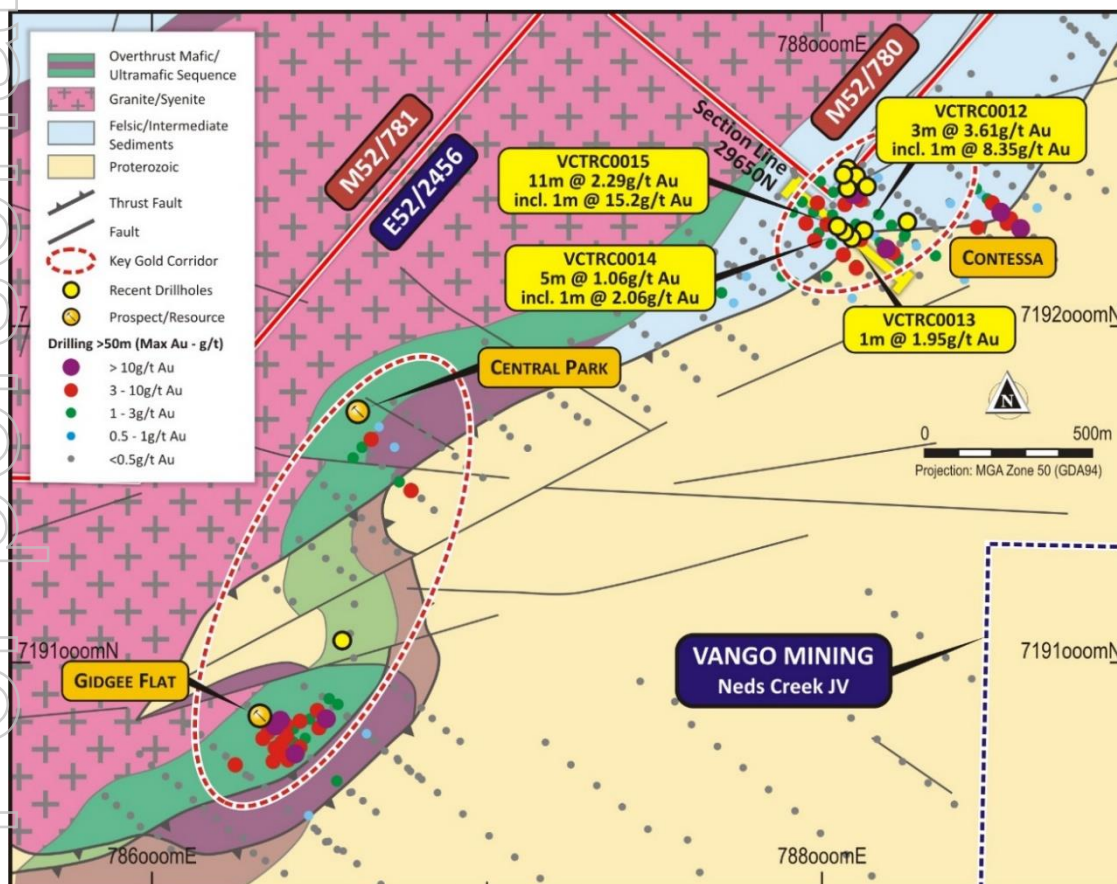 Overthrust Mafic/
Ultramafic Sequence
Granite/Syenite
Felsic/Intermediate
Sediments
Proterozoic
Thrust Fault
Fault
Key Gold Corridor
Recent Drillholes
Prospect/Resource
Drilling >50m (Max Au - g/t)
> 10g/t Au
3 - 10g/t Au
1 - 3g/t Au
0.5 - 1g/t Au
<0.5g/t Au
788000mE
M52/781
E52/2456
M52/780
Section Line
29650N
VCTRC0012
3m @ 3.61g/t Au
incl. 1m @ 8.35g/t Au
VCTRC0015
11m @ 2.29g/t Au
incl. 1m @ 15.2g/t Au
VCTRC0014
5m @ 1.06g/t Au
incl. 1m @ 2.06g/t Au
CONTESSA
VCTRC0013
1m @ 1.95g/t Au
7192000mN
CENTRAL PARK
N
0 500m
Projection: MGA Zone 50 (GDA94)
7191000mN
7191000mN
GIDGEE FLAT
VANGO MINING
Neds Creek JV
786000mE
788000mE